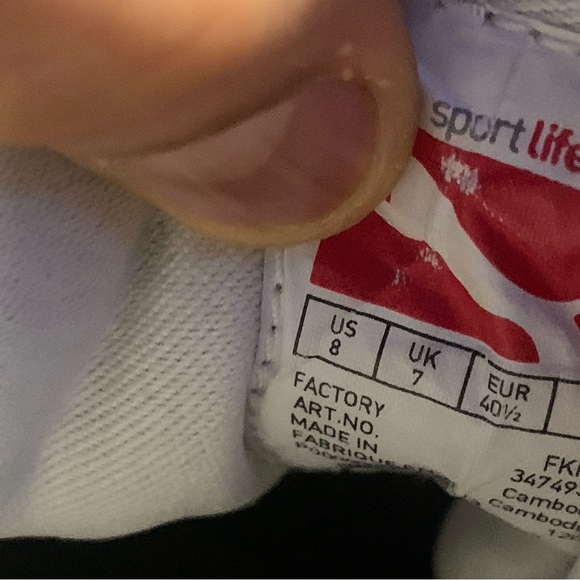 sportlife
US 8 UK 7 EUR 40½
FACTORY FK
ART.NO. 34749
MADE IN Cambo
FABRIQUE Cambod